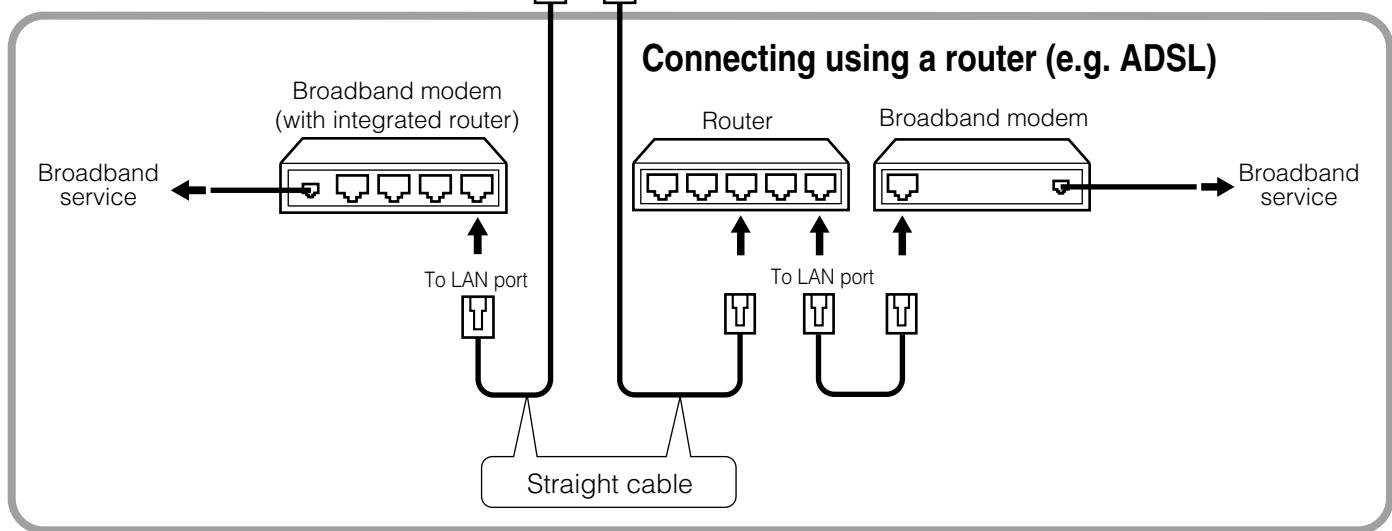 Connecting using a router (e.g. ADSL)
Broadband modem
(with integrated router)
Router
Broadband modem
Broadband
service
Broadband
service
To LAN port
To LAN port
Straight cable